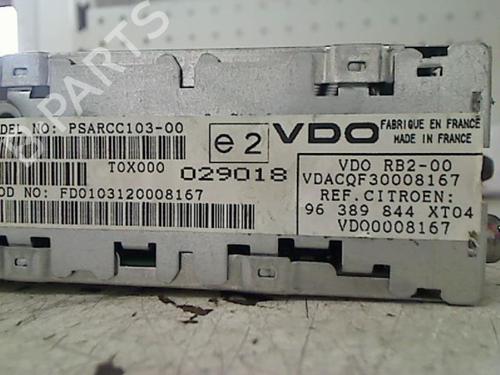 DEL NO: PSARCC103-00
T0X000
e2
029018
OD NO: FD0103120008167
VDO
FABRIQUE EN FRANCE
MADE IN FRANCE
VDO RB2-00
VDACQF30008167
REF.CITROEN:
96 389 844 XT04
VDQ0008167
B PARTS